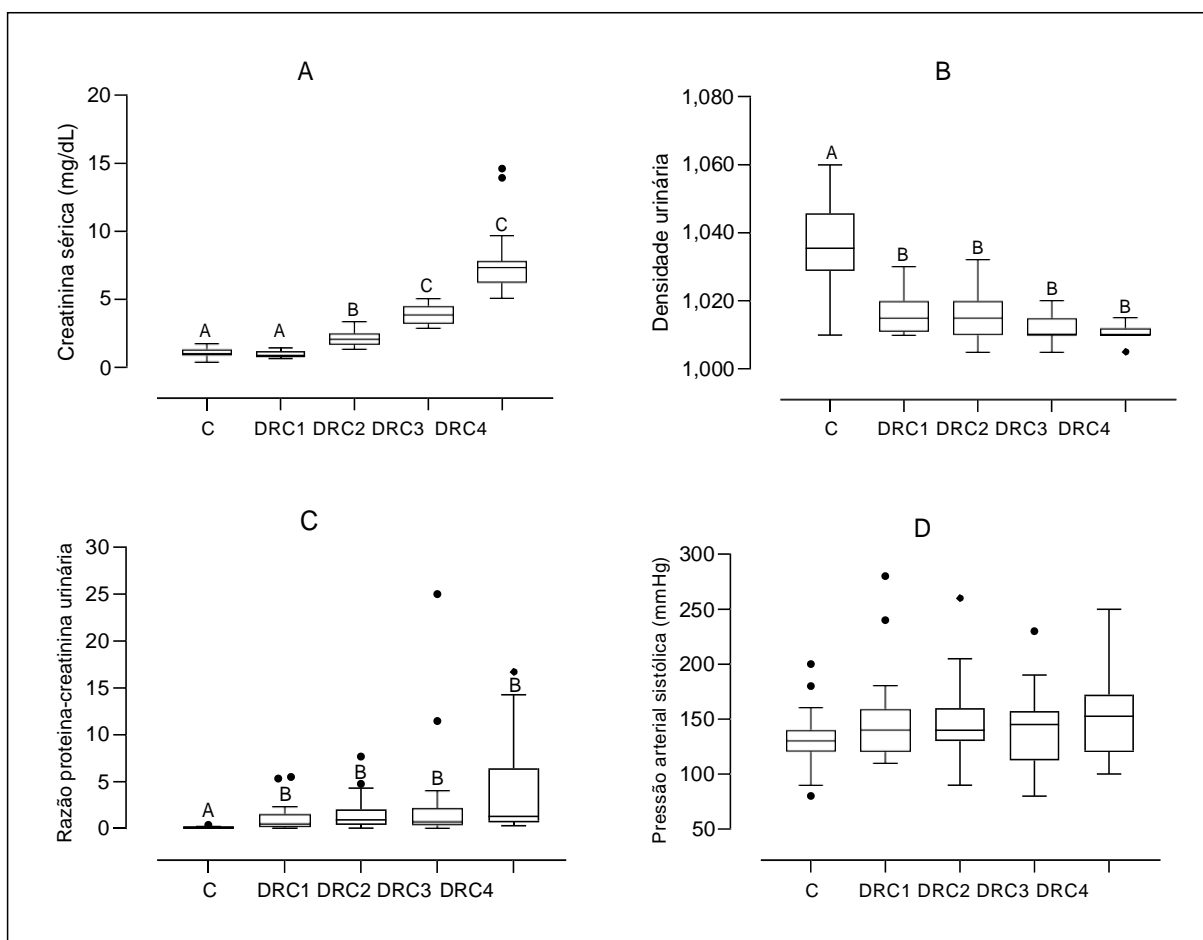 A
Creatinina sérica (mg/dL)
20
15
10
5
0
A
A
B
C
C
C DRC1 DRC2 DRC3 DRC4
B
Densidade urinária
1,080
1,060
1,040
1,020
1,000
A
B
B
B
B
C DRC1 DRC2 DRC3 DRC4
C
Razão proteina-creatinina urinária
30
25
20
15
10
5
0
A
B
B
B
B
C DRC1 DRC2 DRC3 DRC4
D
Pressão arterial sistólica (mmHg)
300
250
200
150
100
50
C DRC1 DRC2 DRC3 DRC4